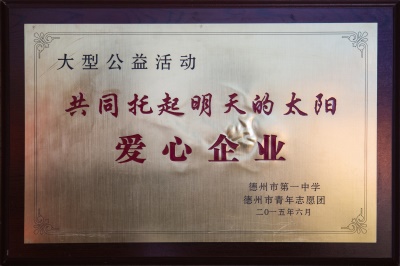 大型公益活动
共同托起明天的太阳
爱心企业
德州市第一中学
德州市青年志愿团
二〇一五年六月